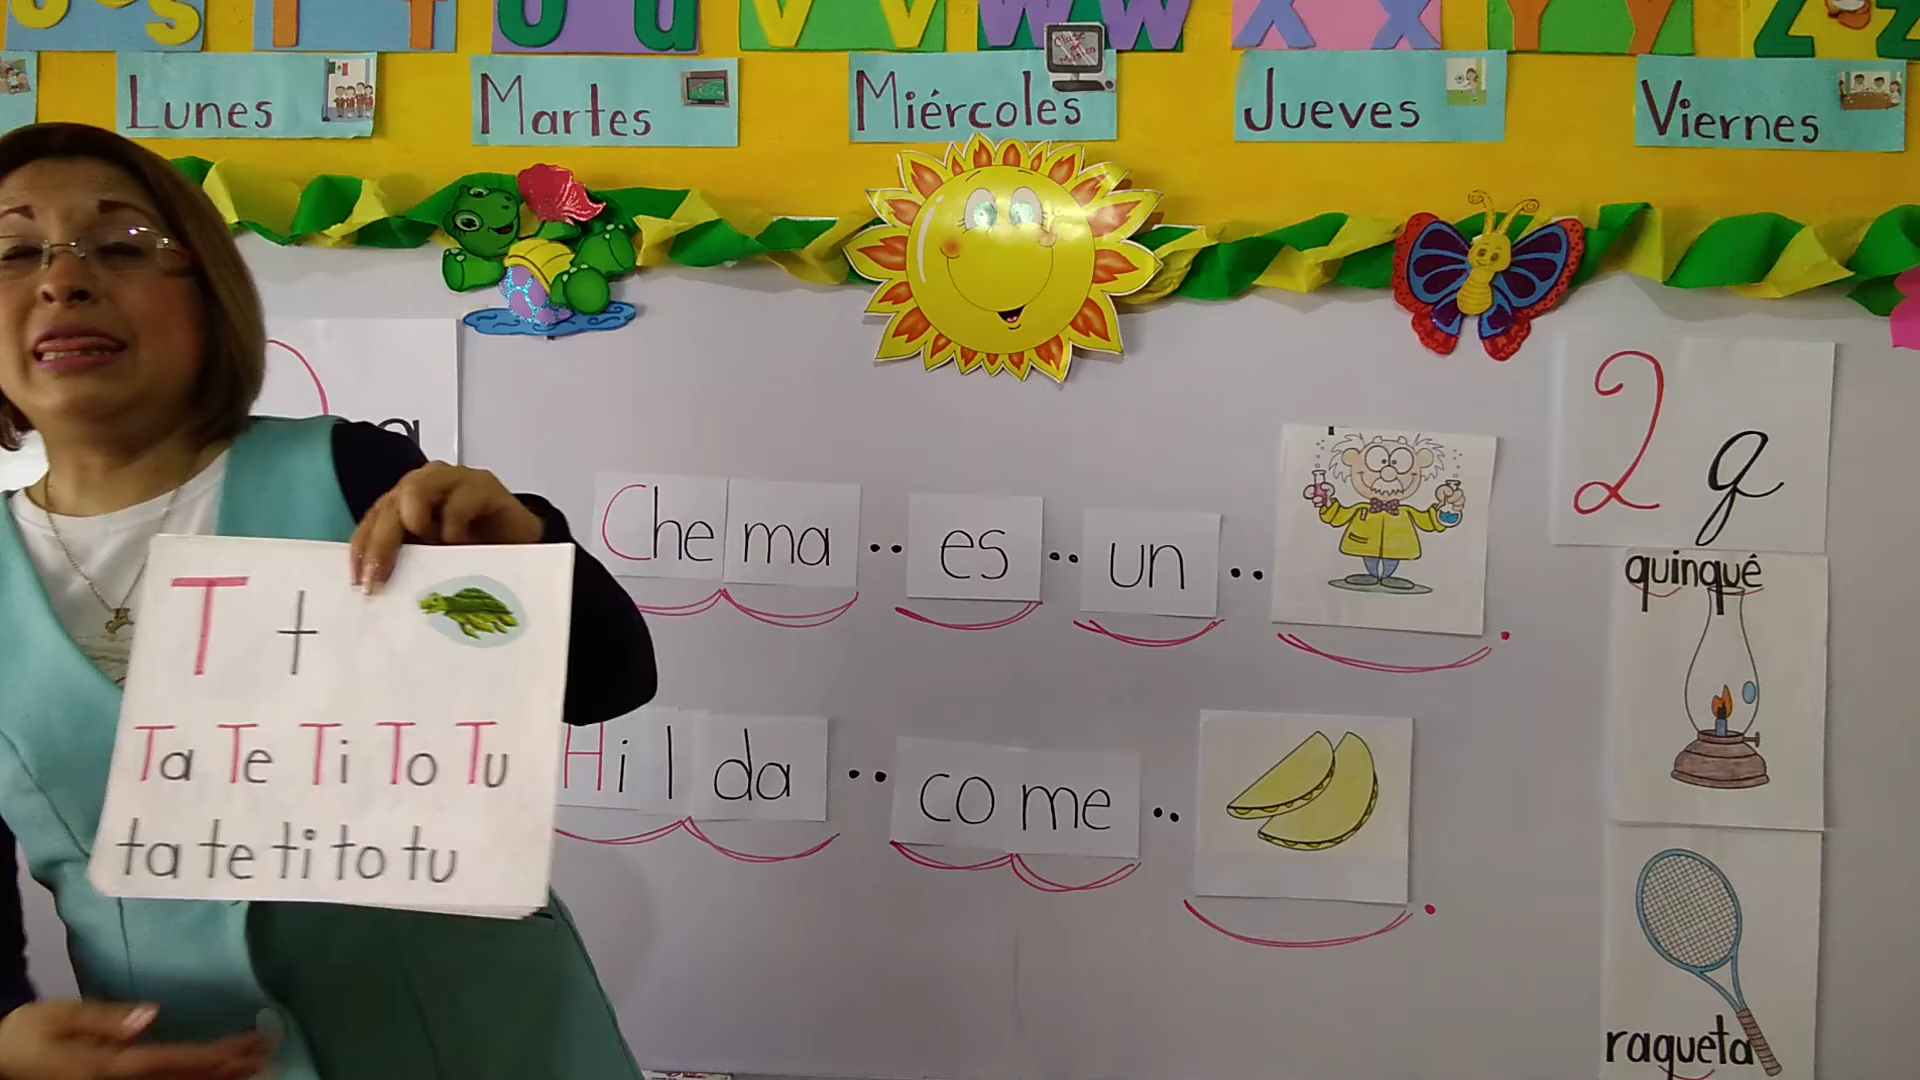 s T t U u V v W w X x Y y Z z
Lunes Martes Miércoles Jueves Viernes
2 q
Che ma .. es .. un .. .
quinqué
T t
Ta Te Ti To Tu
ta te ti to tu
Hi l da .. co me .. .
raqueta